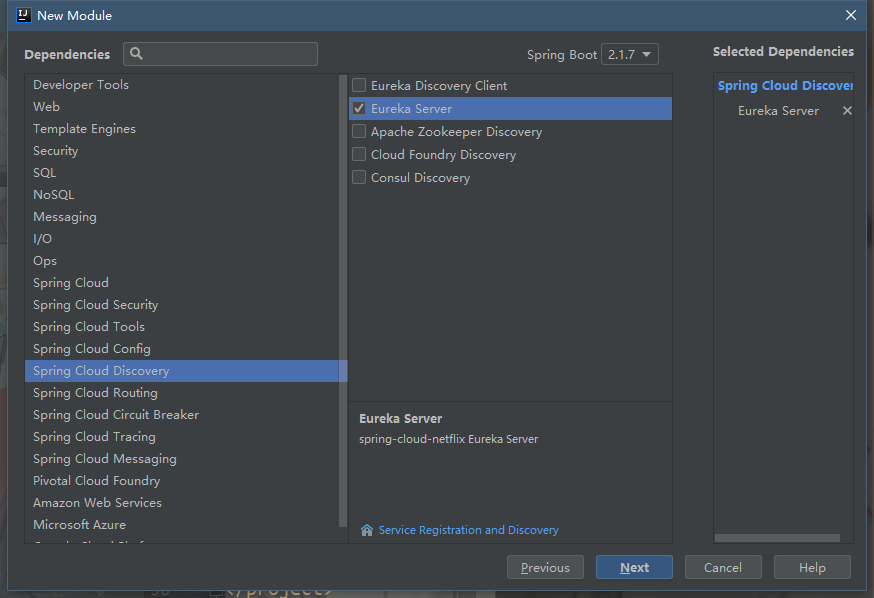 New Module
Dependencies
Spring Boot 2.1.7
Selected Dependencies
Developer Tools
Web
Template Engines
Security
SQL
NoSQL
Messaging
I/O
Ops
Spring Cloud
Spring Cloud Security
Spring Cloud Tools
Spring Cloud Config
Spring Cloud Discovery
Spring Cloud Routing
Spring Cloud Circuit Breaker
Spring Cloud Tracing
Spring Cloud Messaging
Pivotal Cloud Foundry
Amazon Web Services
Microsoft Azure
Eureka Discovery Client
Eureka Server
Apache Zookeeper Discovery
Cloud Foundry Discovery
Consul Discovery
Eureka Server
spring-cloud-netflix Eureka Server
Service Registration and Discovery
Spring Cloud Discover
Eureka Server
Previous
Next
Cancel
Help
</project>